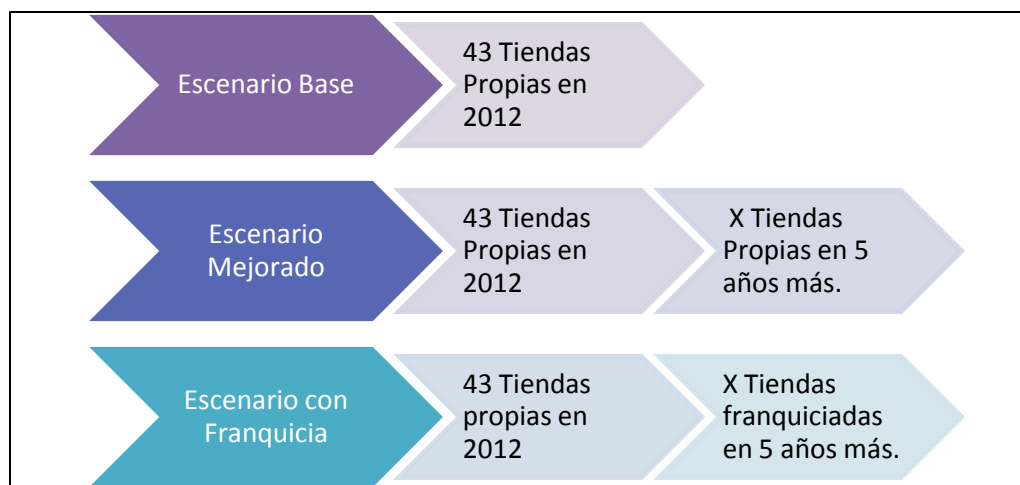 Escenario Base
43 Tiendas
Propias en
2012
Escenario
Mejorado
43 Tiendas
Propias en
2012
X Tiendas
Propias en 5
años más.
Escenario con
Franquicia
43 Tiendas
propias en
2012
X Tiendas
franquiciadas
en 5 años más.